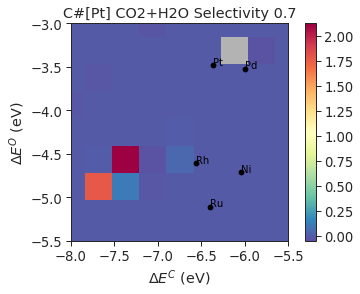 C#[Pt] CO2+H2O Selectivity 0.7
−3.0
−3.5
−4.0
−4.5
−5.0
−5.5
ΔE^O (eV)
Pt
Pd
Rh
Ni
Ru
−8.0 −7.5 −7.0 −6.5 −6.0 −5.5
ΔE^C (eV)
2.00
1.75
1.50
1.25
1.00
0.75
0.50
0.25
0.00